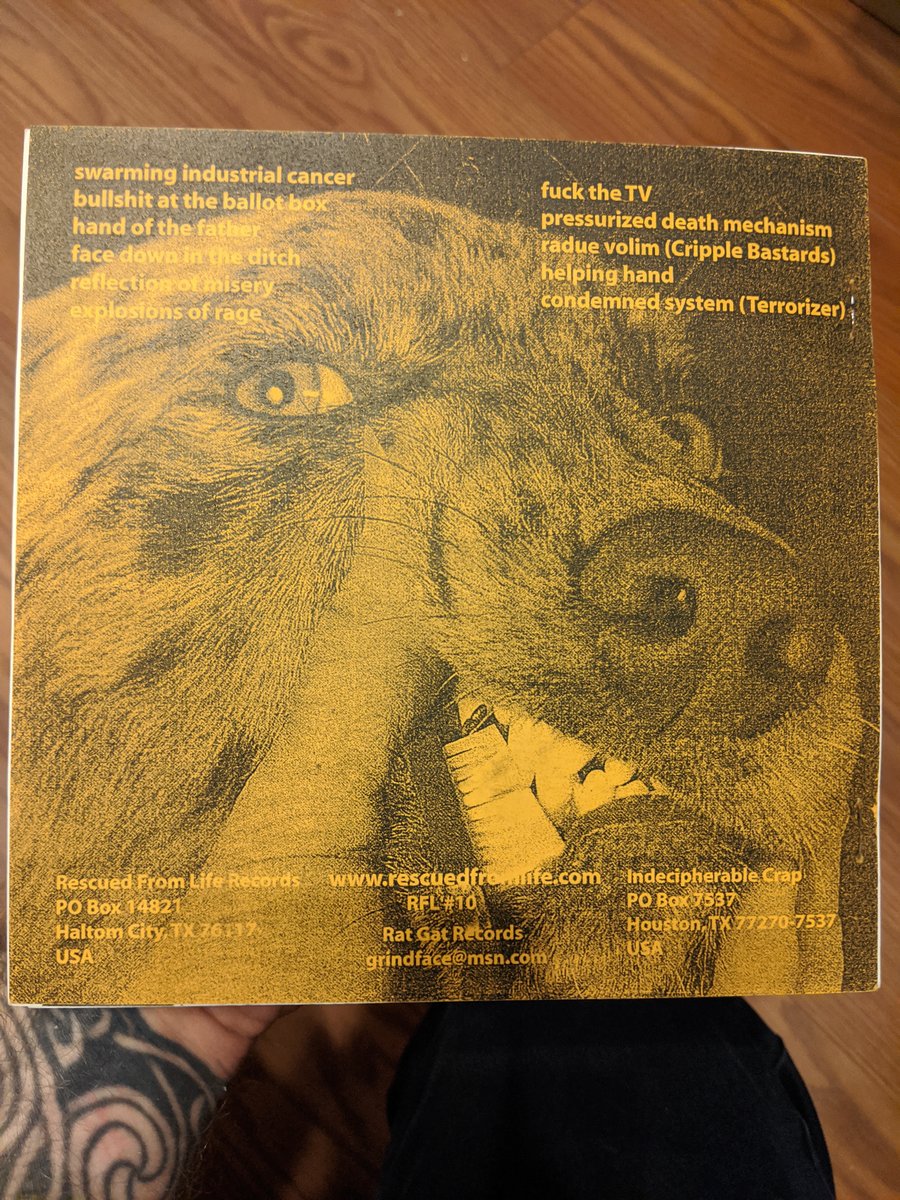 swarming industrial cancer
bullshit at the ballot box
hand of the father
face down in the ditch
reflection of misery
explosions of rage
fuck the TV
pressurized death mechanism
radue volim (Cripple Bastards)
helping hand
condemned system (Terrorizer)
Rescued From Life Records
PO Box 14821
Haltom City, TX 76117
USA
www.rescuedfromlife.com
RFL #10
Rat Gat Records
grindface@msn.com
Indecipherable Crap
PO Box 7537
Houston, TX 77270-7537
USA